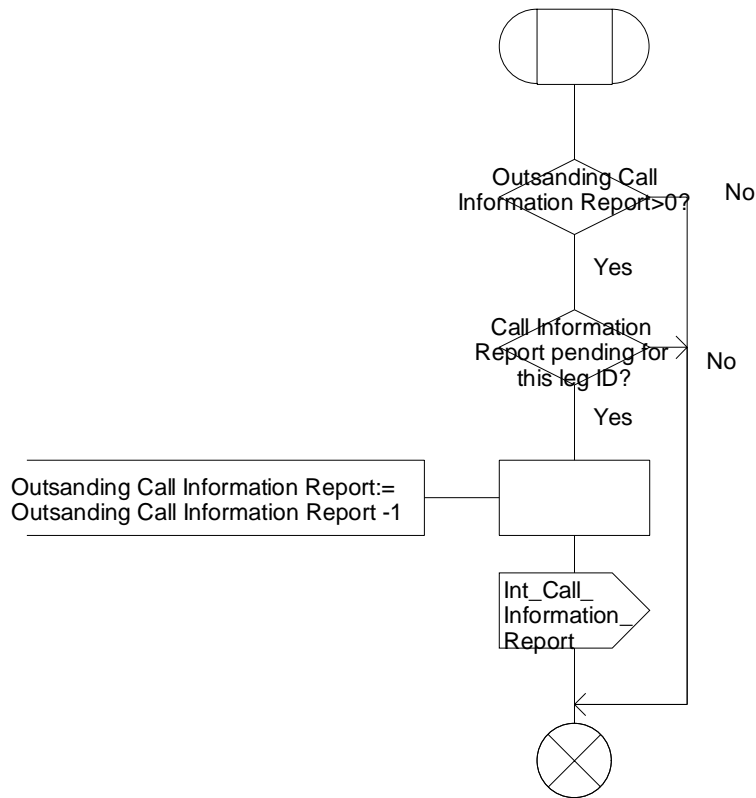 Outsanding Call
Information Report>0?
No
Yes
Call Information
Report pending for
this leg ID?
No
Yes
Outsanding Call Information Report:=
Outsanding Call Information Report -1
Int_Call_
Information_
Report